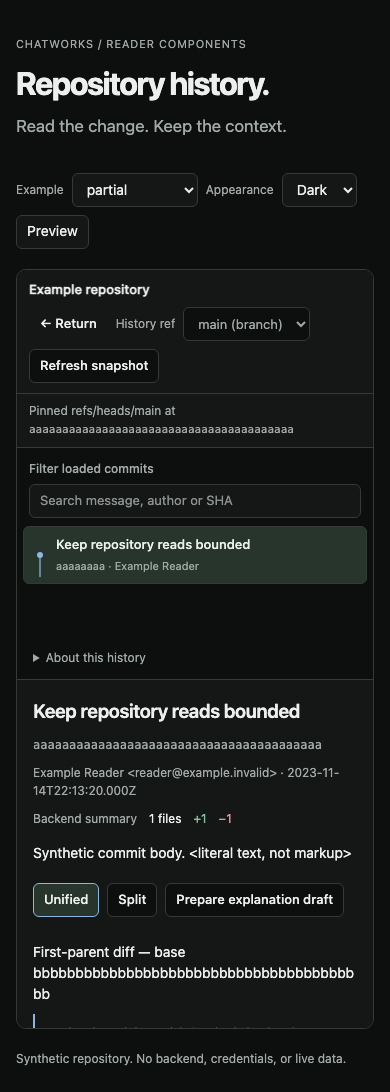 CHATWORKS / READER COMPONENTS
Repository history.
Read the change. Keep the context.
Example partial Appearance Dark
Preview
Example repository
← Return History ref main (branch)
Refresh snapshot
Pinned refs/heads/main at
aaaaaaaaaaaaaaaaaaaaaaaaaaaaaaaaaaaaaaaa
Filter loaded commits
Search message, author or SHA
Keep repository reads bounded
aaaaaaaa · Example Reader
▶ About this history
Keep repository reads bounded
aaaaaaaaaaaaaaaaaaaaaaaaaaaaaaaaaaaaaaaa
Example Reader <reader@example.invalid> · 2023-11-
14T22:13:20.000Z
Backend summary 1 files +1 −1
Synthetic commit body. <literal text, not markup>
Unified Split Prepare explanation draft
First-parent diff — base
bbbbbbbbbbbbbbbbbbbbbbbbbbbbbbbbbbbbbb
bb
Synthetic repository. No backend, credentials, or live data.